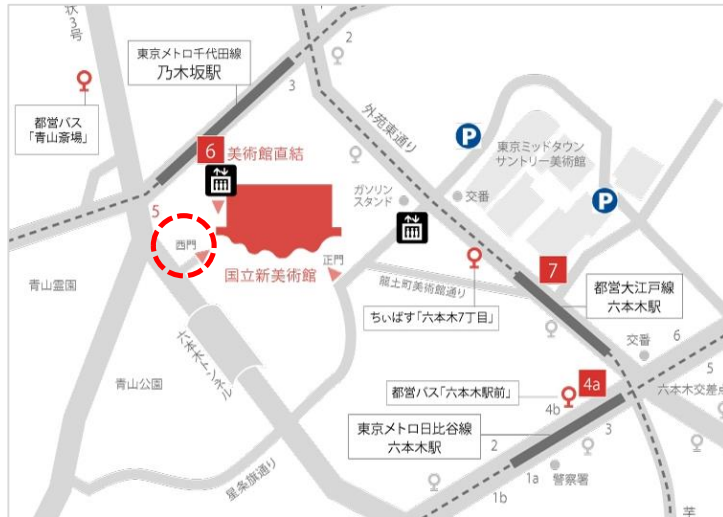 状3号
2
東京メトロ千代田線
乃木坂駅
3
都営バス
「青山斎場」
6 美術館直結
外苑東通り
P
東京ミッドタウン
サントリー美術館
ガソリン
スタンド
交番
P
5
西門
国立新美術館
正門
7
都営大江戸線
六本木駅
青山霊園
龍土町美術館通り
ちぃばす「六本木7丁目」
六本木トンネル
青山公園
交番
6
5
都営バス「六本木駅前」
4a
4b
六本木交差点
東京メトロ日比谷線
六本木駅
2
3
星条旗通り
1a
警察署
1b
芋